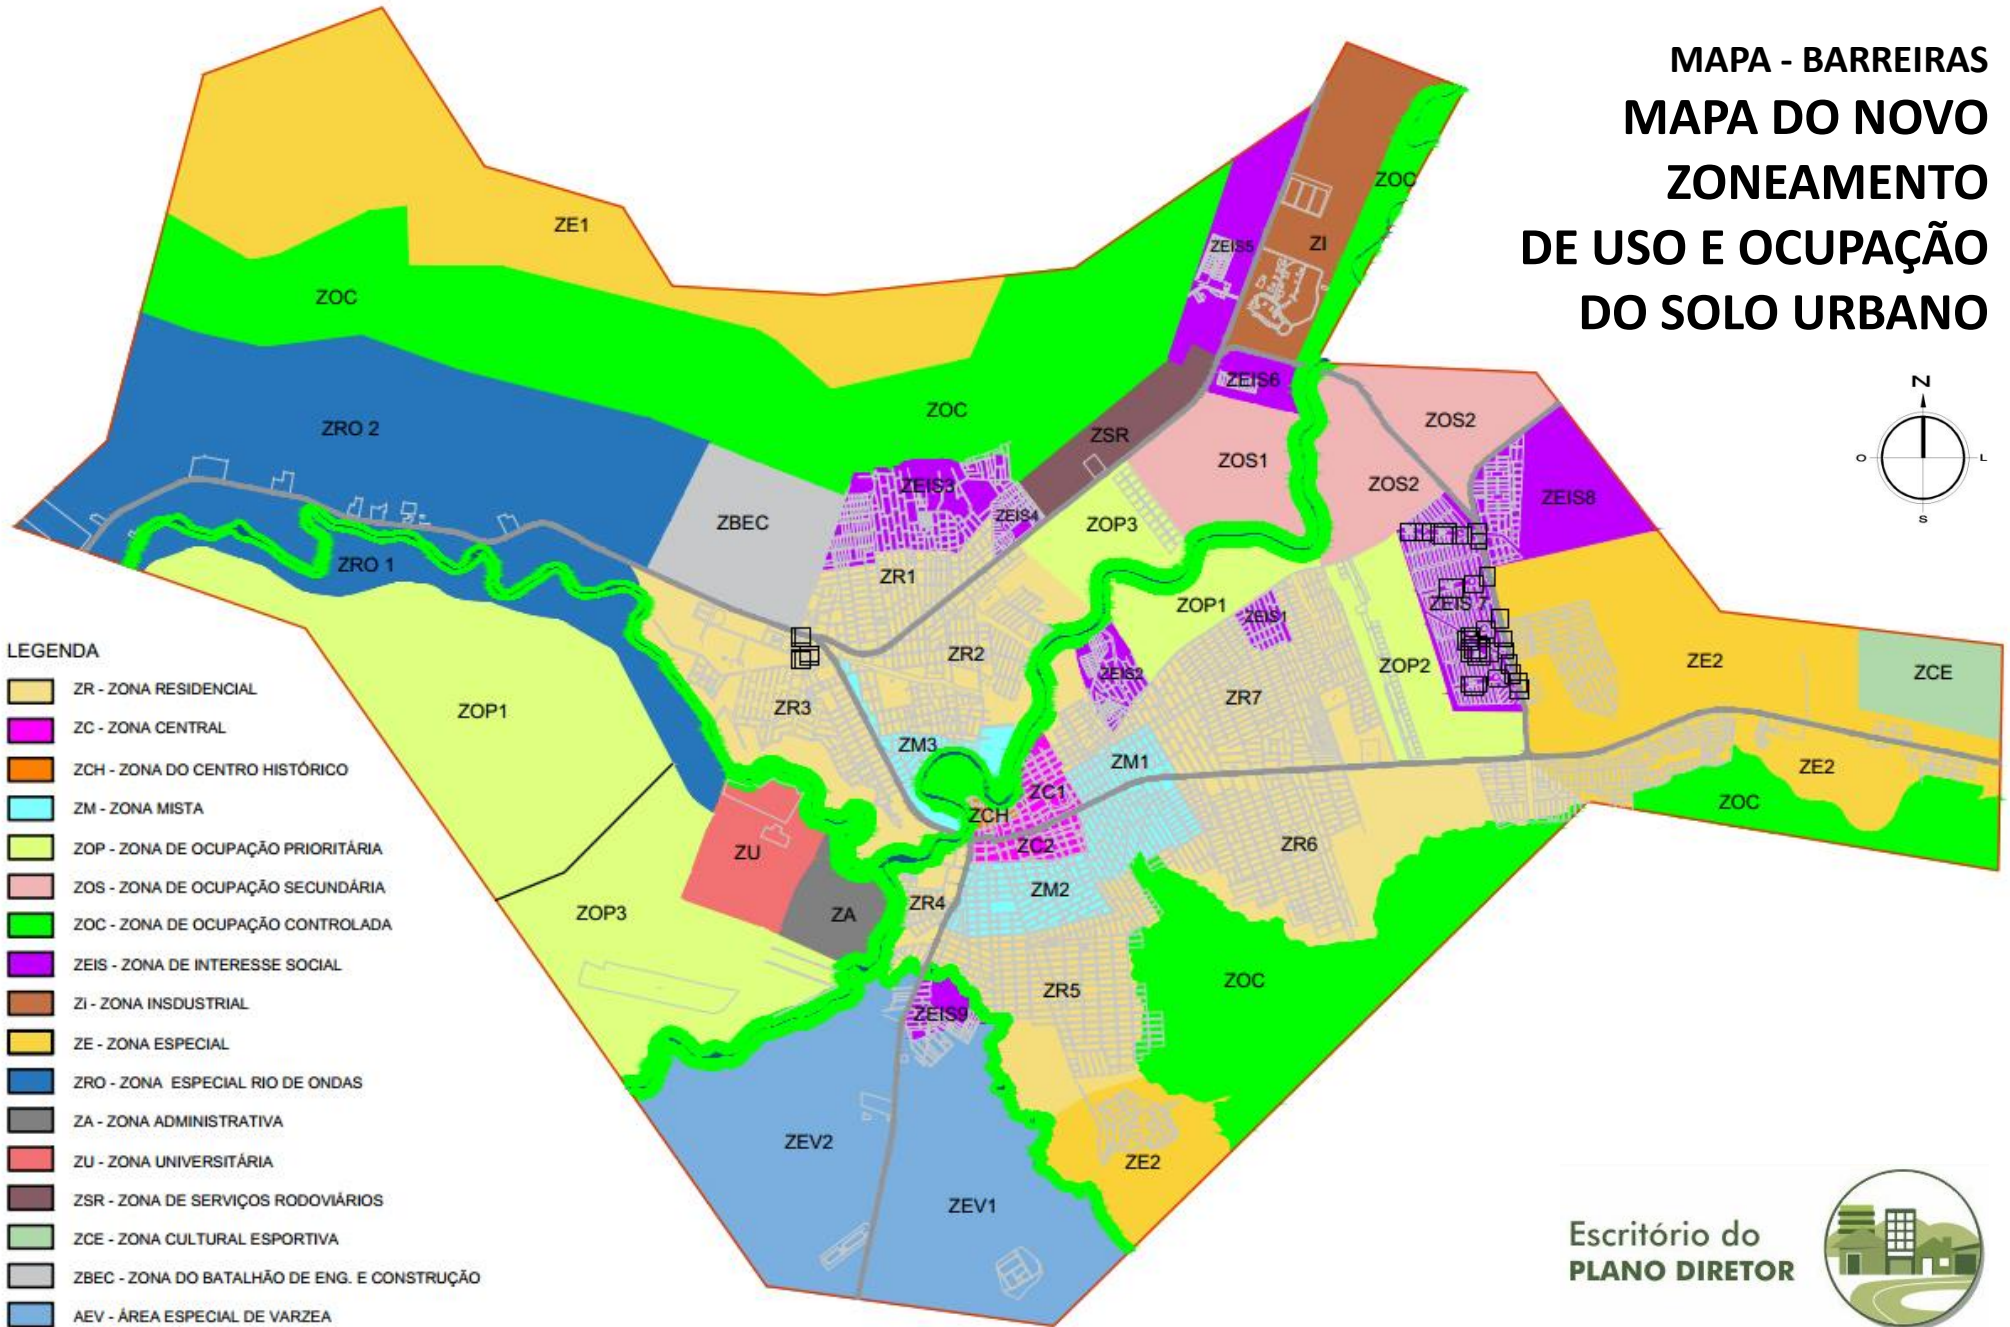 MAPA - BARREIRAS
MAPA DO NOVO
ZONEAMENTO
DE USO E OCUPAÇÃO
DO SOLO URBANO
N
O
L
S
ZOC
ZE1
ZEIS5
ZI
ZOC
ZEIS6
ZOC
ZOS2
ZRO 2
ZSR
ZOS1
ZOS2
ZEIS3
ZEIS8
ZEIS4
ZBEC
ZOP3
ZRO 1
ZR1
ZOP1
ZEIS1
ZEIS 7
ZR2
ZEIS2
ZOP2
ZE2
ZCE
ZR7
ZOP1
ZR3
ZM3
ZM1
ZE2
ZC1
ZOC
ZCH
ZC2
ZR6
ZU
ZM2
ZR4
ZA
ZOP3
ZOC
ZR5
ZEIS9
ZEV2
ZE2
ZEV1
LEGENDA
ZR - ZONA RESIDENCIAL
ZC - ZONA CENTRAL
ZCH - ZONA DO CENTRO HISTÓRICO
ZM - ZONA MISTA
ZOP - ZONA DE OCUPAÇÃO PRIORITÁRIA
ZOS - ZONA DE OCUPAÇÃO SECUNDÁRIA
ZOC - ZONA DE OCUPAÇÃO CONTROLADA
ZEIS - ZONA DE INTERESSE SOCIAL
Zi - ZONA INSDUSTRIAL
ZE - ZONA ESPECIAL
ZRO - ZONA ESPECIAL RIO DE ONDAS
ZA - ZONA ADMINISTRATIVA
ZU - ZONA UNIVERSITÁRIA
ZSR - ZONA DE SERVIÇOS RODOVIÁRIOS
ZCE - ZONA CULTURAL ESPORTIVA
ZBEC - ZONA DO BATALHÃO DE ENG. E CONSTRUÇÃO
AEV - ÁREA ESPECIAL DE VARZEA
Escritório do
PLANO DIRETOR